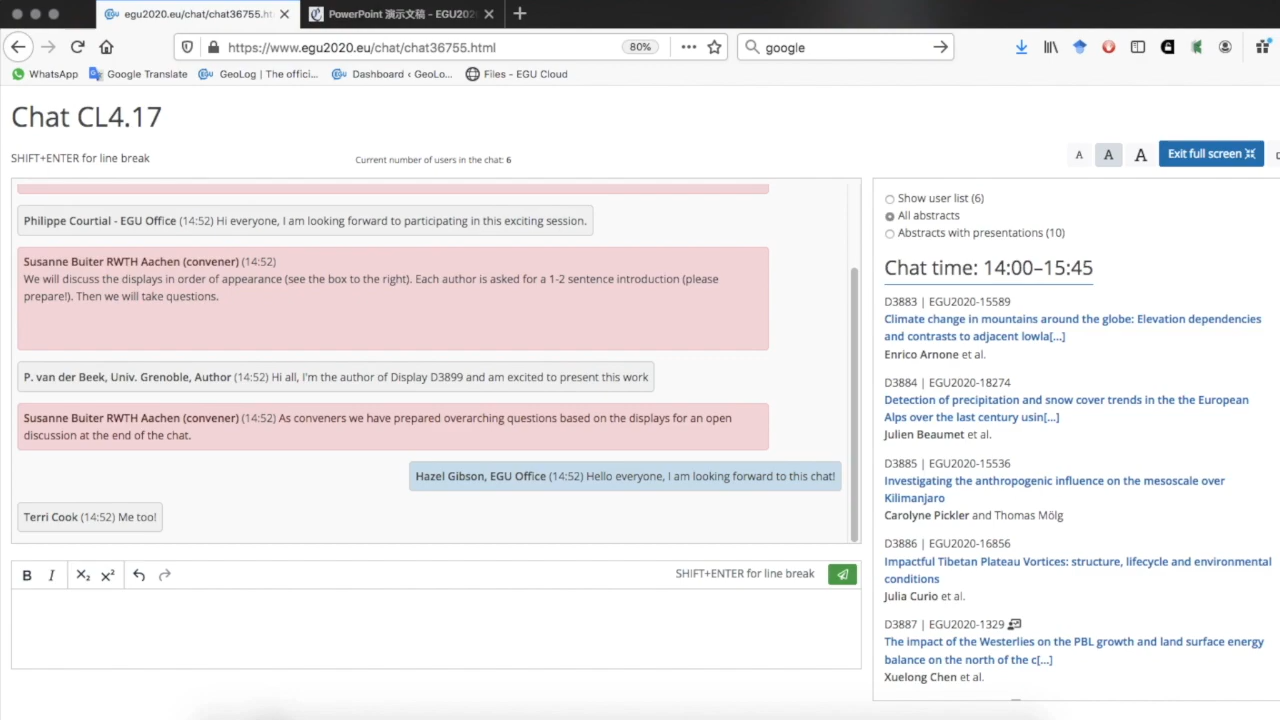 egu2020.eu/chat/chat36755.ht
PowerPoint 演示文稿 - EGU202
https://www.egu2020.eu/chat/chat36755.html
80%
google
WhatsApp
Google Translate
GeoLog | The offici...
Dashboard ‹ GeoLo...
Files – EGU Cloud
Chat CL4.17
SHIFT+ENTER for line break
Current number of users in the chat: 6
A A A
Exit full screen
Philippe Courtial - EGU Office (14:52) Hi everyone, I am looking forward to participating in this exciting session.
Susanne Buiter RWTH Aachen (convener) (14:52)
We will discuss the displays in order of appearance (see the box to the right). Each author is asked for a 1-2 sentence introduction (please
prepare!). Then we will take questions.
P. van der Beek, Univ. Grenoble, Author (14:52) Hi all, I'm the author of Display D3899 and am excited to present this work
Susanne Buiter RWTH Aachen (convener) (14:52) As conveners we have prepared overarching questions based on the displays for an open
discussion at the end of the chat.
Hazel Gibson, EGU Office (14:52) Hello everyone, I am looking forward to this chat!
Terri Cook (14:52) Me too!
B I X₂ X²
SHIFT+ENTER for line break
Show user list (6)
All abstracts
Abstracts with presentations (10)
Chat time: 14:00–15:45
D3883 | EGU2020-15589
Climate change in mountains around the globe: Elevation dependencies
and contrasts to adjacent lowla[...]
Enrico Arnone et al.
D3884 | EGU2020-18274
Detection of precipitation and snow cover trends in the the European
Alps over the last century usin[...]
Julien Beaumet et al.
D3885 | EGU2020-15536
Investigating the anthropogenic influence on the mesoscale over
Kilimanjaro
Carolyne Pickler and Thomas Mölg
D3886 | EGU2020-16856
Impactful Tibetan Plateau Vortices: structure, lifecycle and environmental
conditions
Julia Curio et al.
D3887 | EGU2020-1329
The impact of the Westerlies on the PBL growth and land surface energy
balance on the north of the c[...]
Xuelong Chen et al.